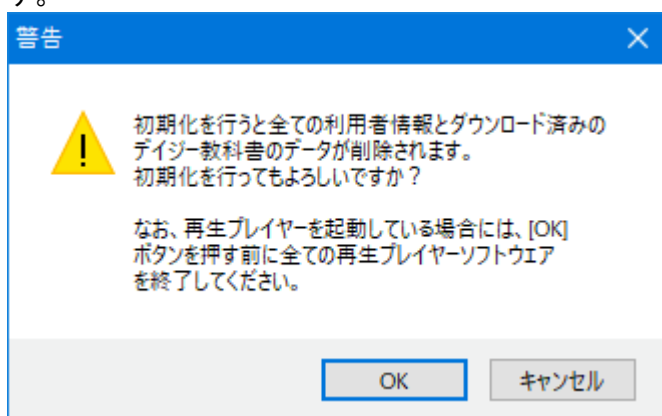 す。
警告
初期化を行うと全ての利用者情報とダウンロード済みの
デイジー教科書のデータが削除されます。
初期化を行ってもよろしいですか？
なお、再生プレイヤーを起動している場合には、[OK]
ボタンを押す前に全ての再生プレイヤーソフトウェア
を終了してください。
OK
キャンセル